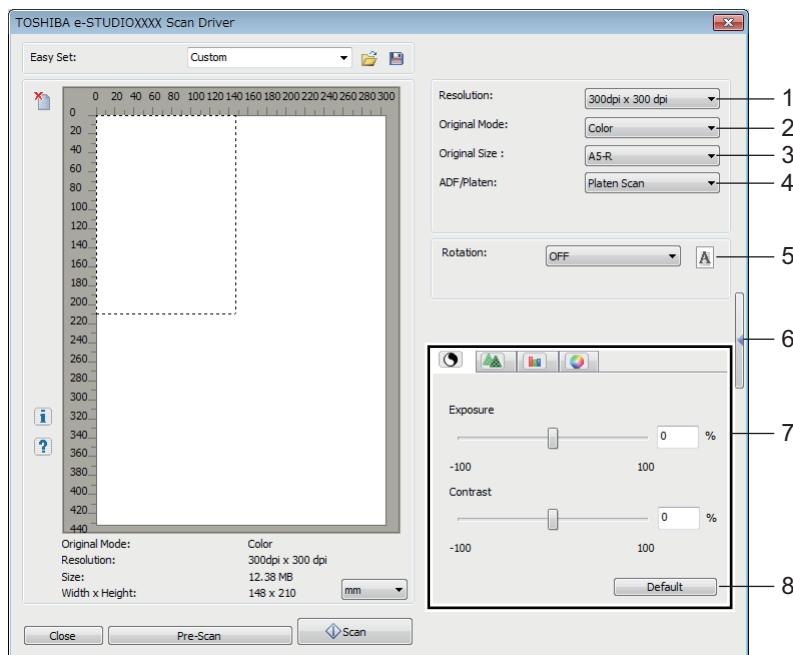 TOSHIBA e-STUDIOXXXX Scan Driver
Easy Set: Custom
0 20 40 60 80 100 120 140 160 180 200 220 240 260 280 300
0
20
40
60
80
100
120
140
160
180
200
220
240
260
280
300
320
340
360
380
400
420
440
Original Mode: Color
Resolution: 300dpi x 300 dpi
Size: 12.38 MB
Width x Height: 148 x 210 mm
Close Pre-Scan Scan
Resolution: 300dpi x 300 dpi 1
Original Mode: Color 2
Original Size : A5-R 3
ADF/Platen: Platen Scan 4
Rotation: OFF A 5
6
Exposure
0 % 7
-100 100
Contrast
0 %
-100 100
Default 8